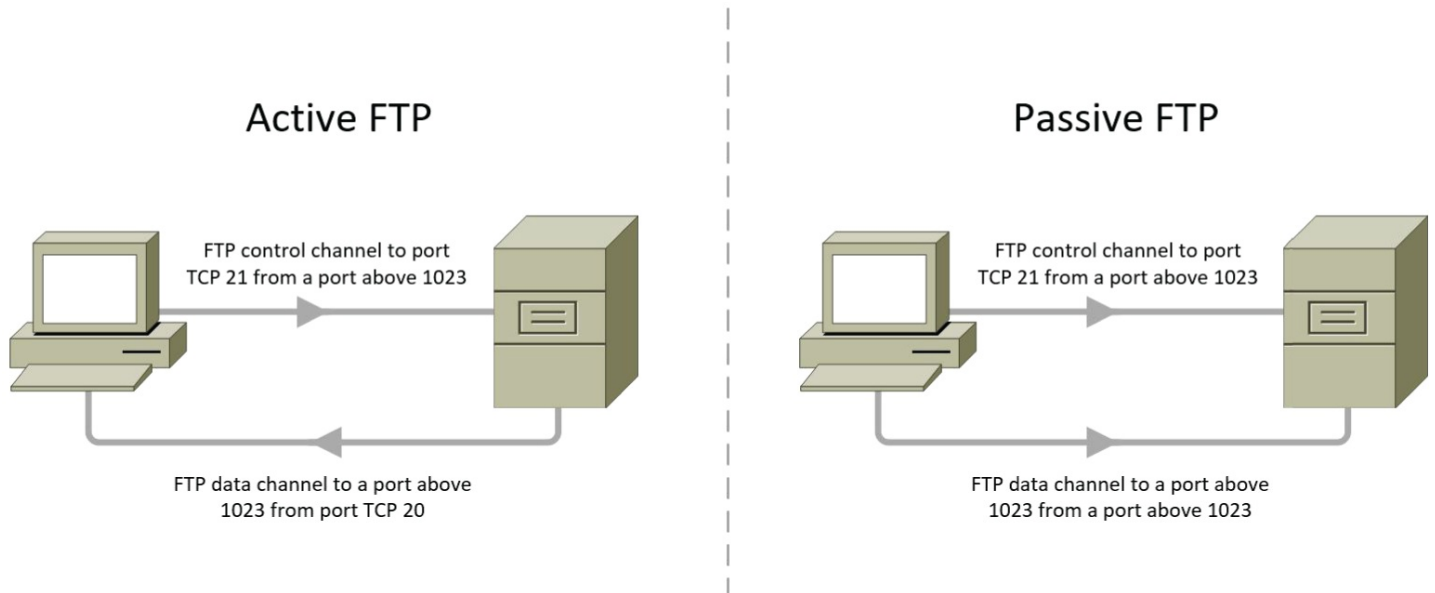 Active FTP
FTP control channel to port
TCP 21 from a port above 1023
FTP data channel to a port above
1023 from port TCP 20
Passive FTP
FTP control channel to port
TCP 21 from a port above 1023
FTP data channel to a port above
1023 from a port above 1023